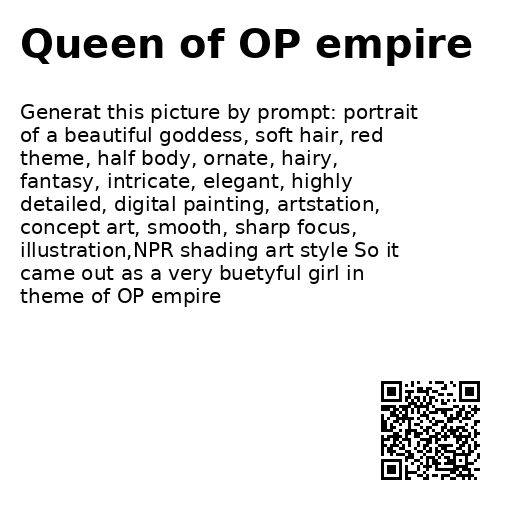 Queen of OP empire
Generat this picture by prompt: portrait
of a beautiful goddess, soft hair, red
theme, half body, ornate, hairy,
fantasy, intricate, elegant, highly
detailed, digital painting, artstation,
concept art, smooth, sharp focus,
illustration,NPR shading art style So it
came out as a very buetyful girl in
theme of OP empire